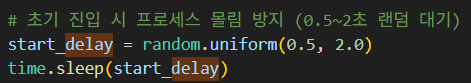 # 초기 진입 시 프로세스 몰림 방지 (0.5~2초 랜덤 대기)
start_delay = random.uniform(0.5, 2.0)
time.sleep(start_delay)